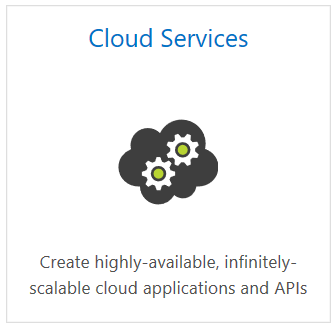 Cloud Services
Create highly-available, infinitely-
scalable cloud applications and APIs